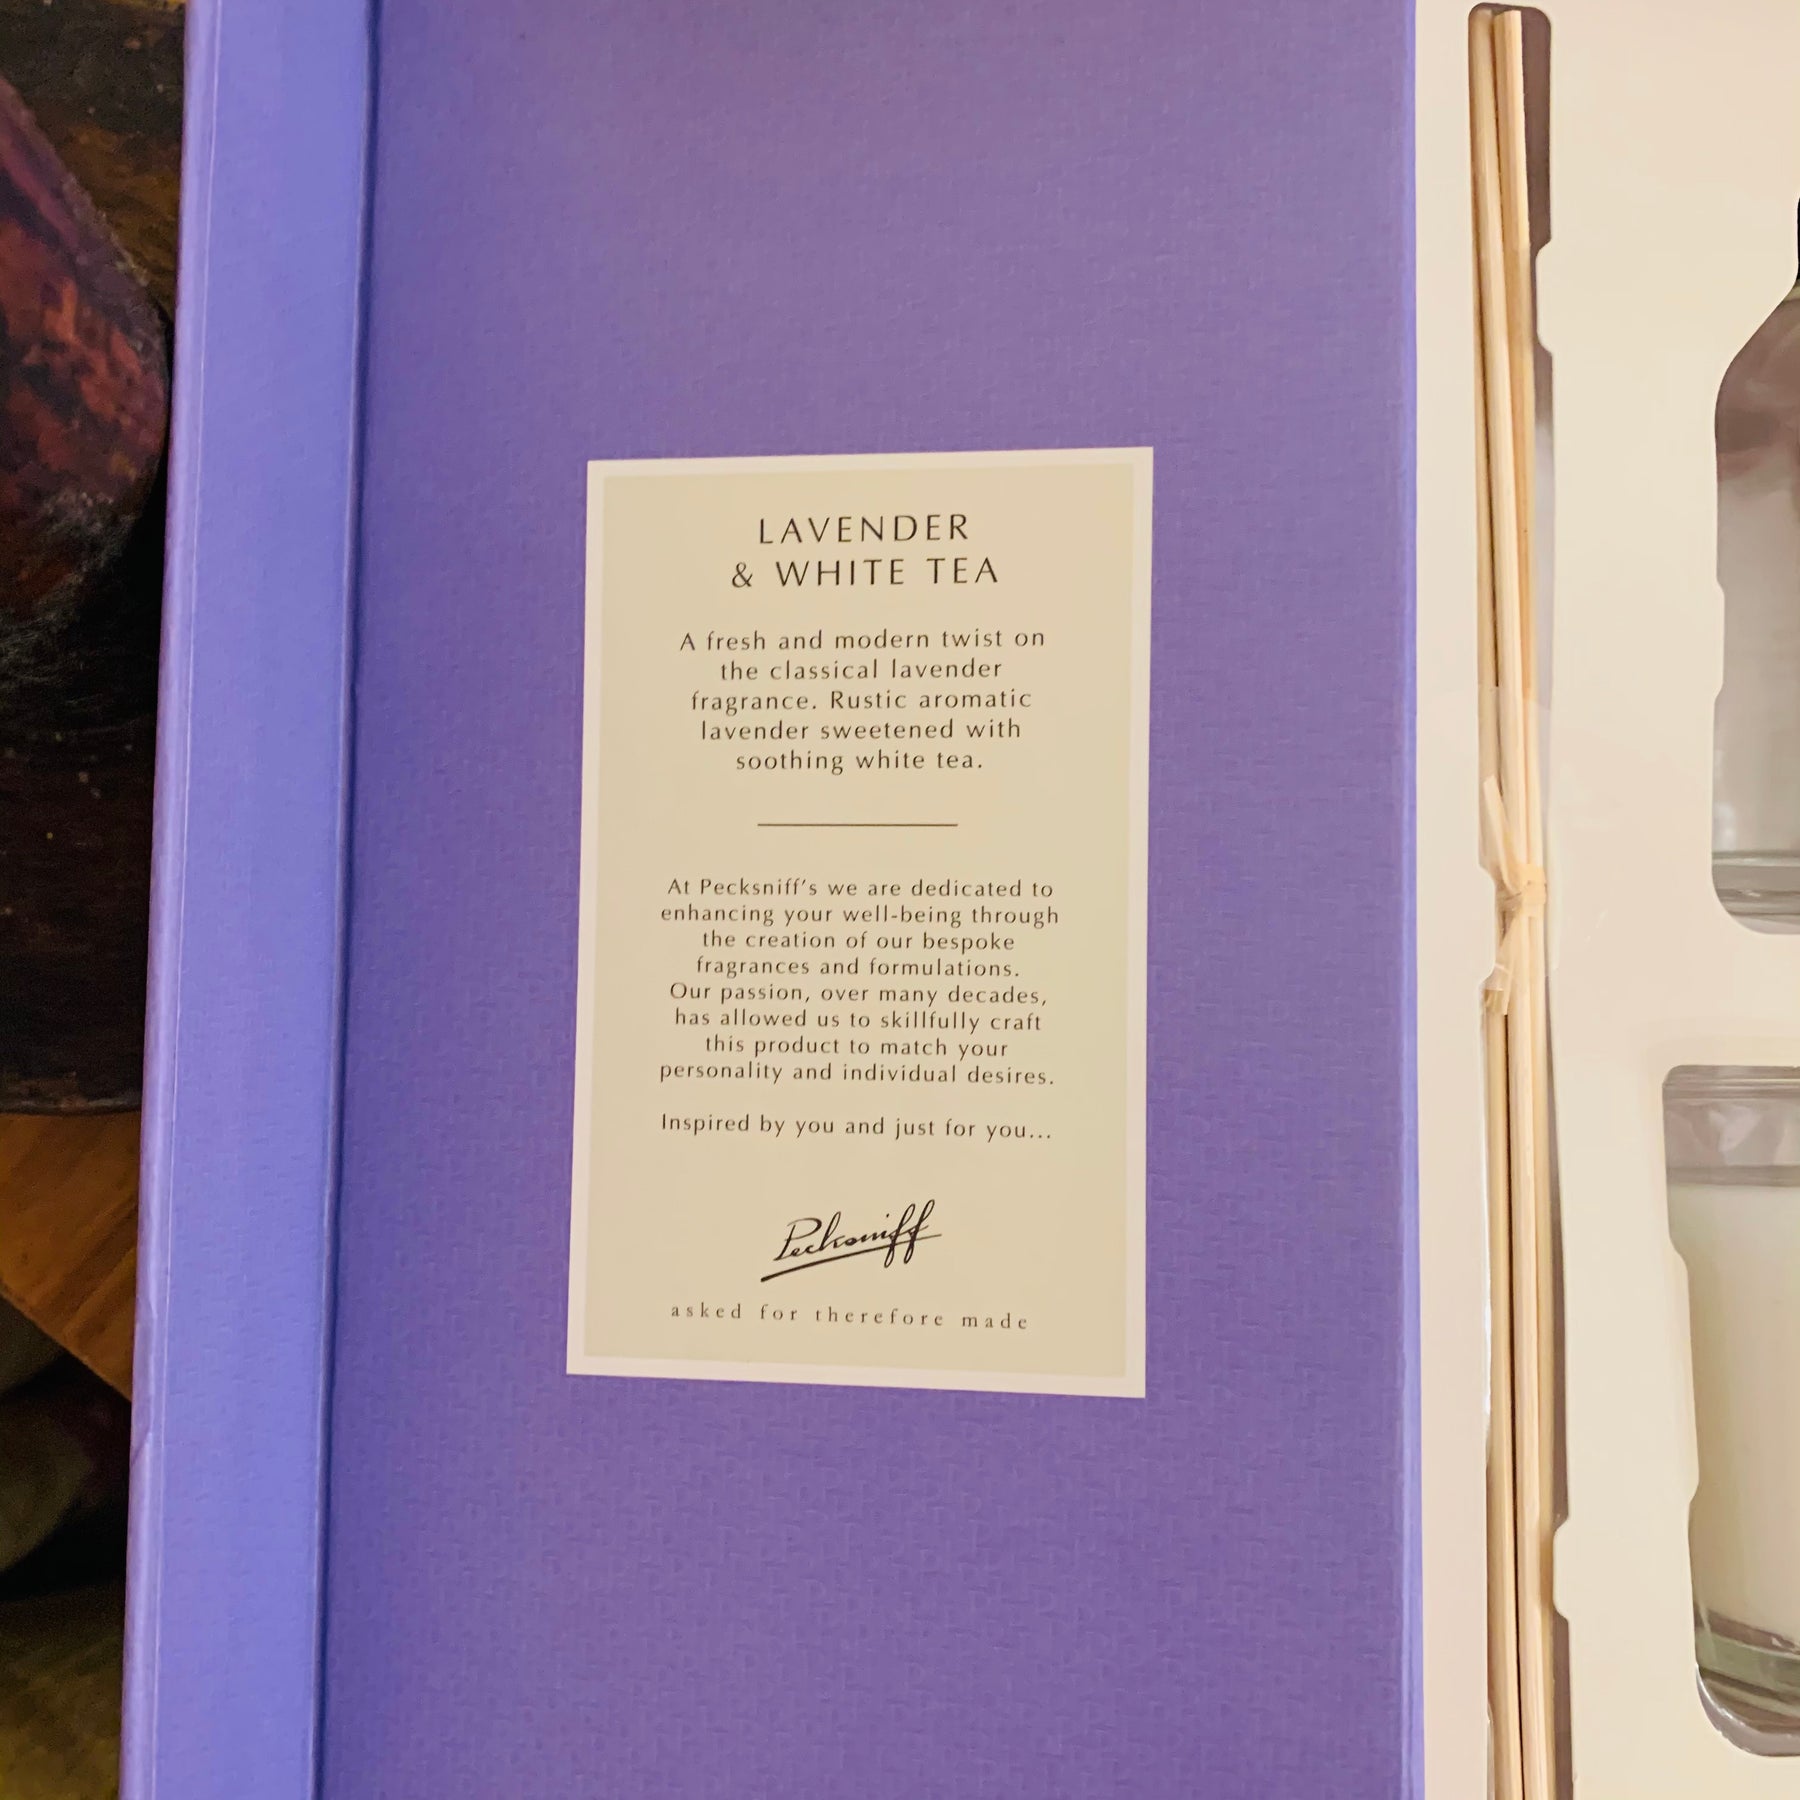 LAVENDER
& WHITE TEA
A fresh and modern twist on
the classical lavender
fragrance. Rustic aromatic
lavender sweetened with
soothing white tea.
At Pecksniff's we are dedicated to
enhancing your well-being through
the creation of our bespoke
fragrances and formulations.
Our passion, over many decades,
has allowed us to skillfully craft
this product to match your
personality and individual desires.
Inspired by you and just for you...
Pecksniff
asked for therefore made